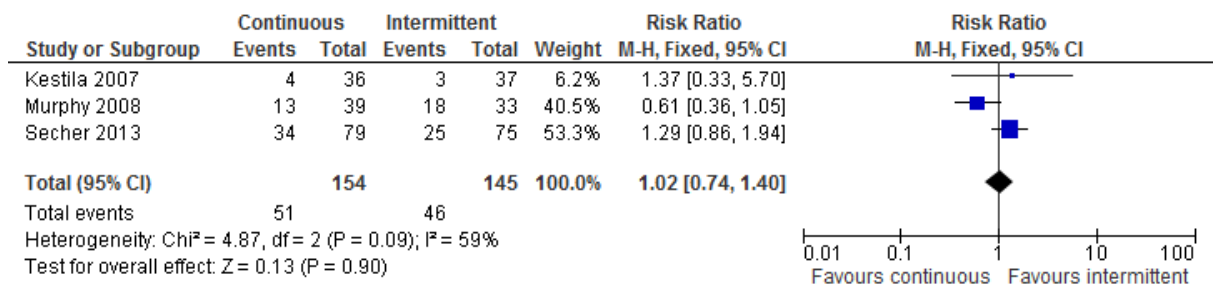 Continuous Intermittent Risk Ratio Risk Ratio
Study or Subgroup Events Total Events Total Weight M-H, Fixed, 95% CI M-H, Fixed, 95% CI
Kestila 2007 4 36 3 37 6.2% 1.37 [0.33, 5.70]
Murphy 2008 13 39 18 33 40.5% 0.61 [0.36, 1.05]
Secher 2013 34 79 25 75 53.3% 1.29 [0.86, 1.94]
Total (95% CI) 154 145 100.0% 1.02 [0.74, 1.40]
Total events 51 46
Heterogeneity: Chi² = 4.87, df = 2 (P = 0.09); I² = 59%
Test for overall effect: Z = 0.13 (P = 0.90)
0.01 0.1 1 10 100
Favours continuous Favours intermittent